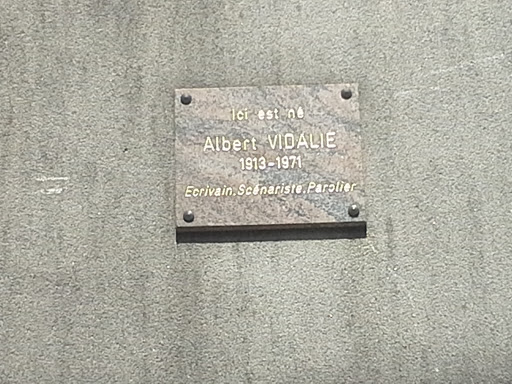 Ici est né
Albert VIDALIE
1913-1971
Ecrivain.Scénariste.Parolier